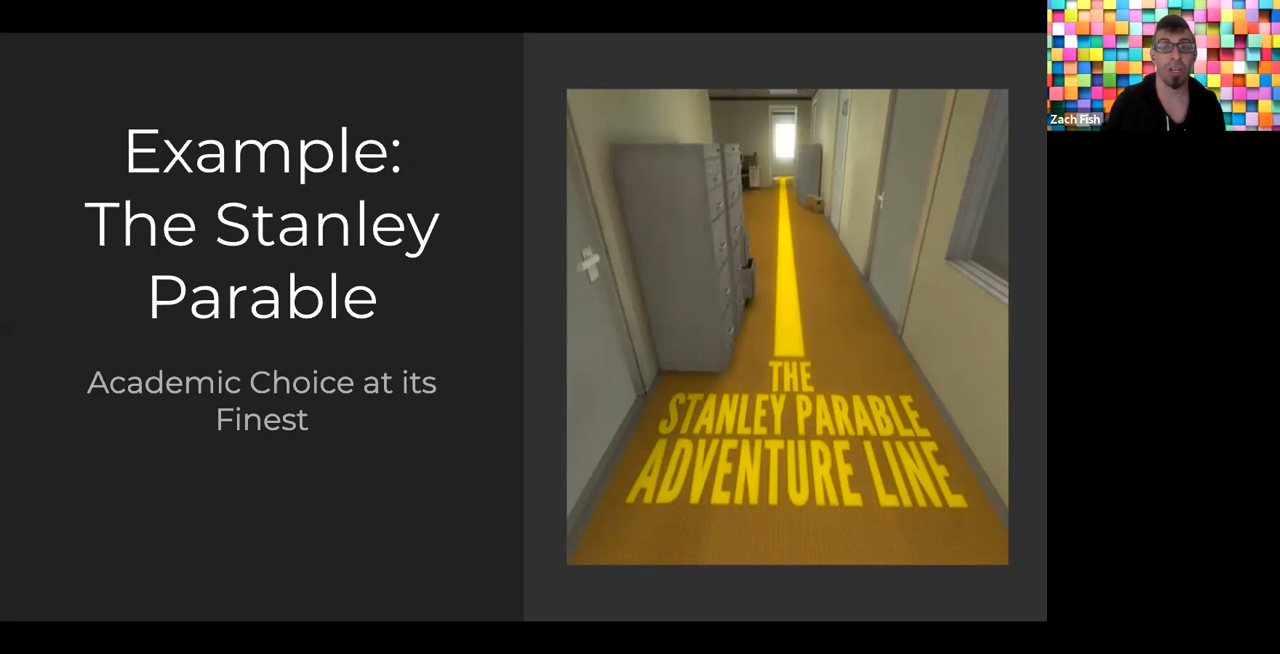 Example:
The Stanley
Parable
Academic Choice at its
Finest
THE
STANLEY PARABLE
ADVENTURE LINE
Zach Fish